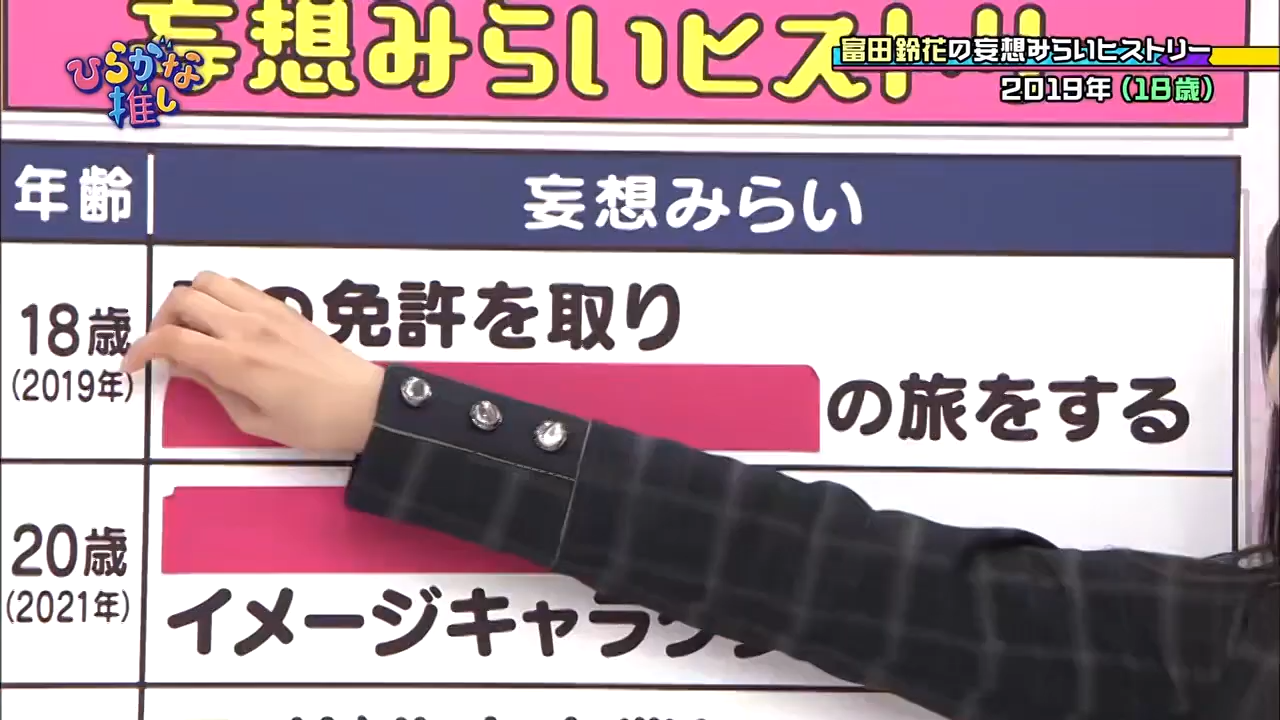 妄想みらいヒストリー
ひらがな推し
富田鈴花の妄想みらいヒストリー
2019年(18歳)
年齢
妄想みらい
18歳
(2019年)
の免許を取り
の旅をする
20歳
(2021年)
イメージキャラクタ